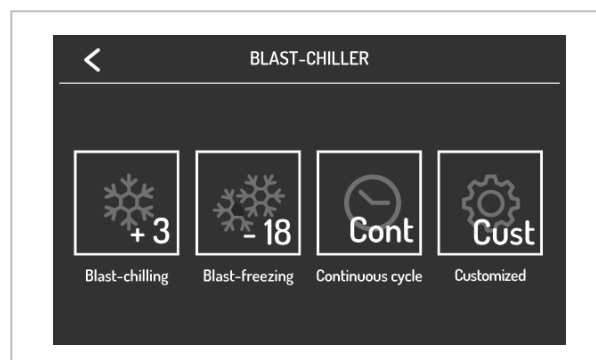 BLAST-CHILLER
+ 3
- 18
Cont
Cust
Blast-chilling
Blast-freezing
Continuous cycle
Customized